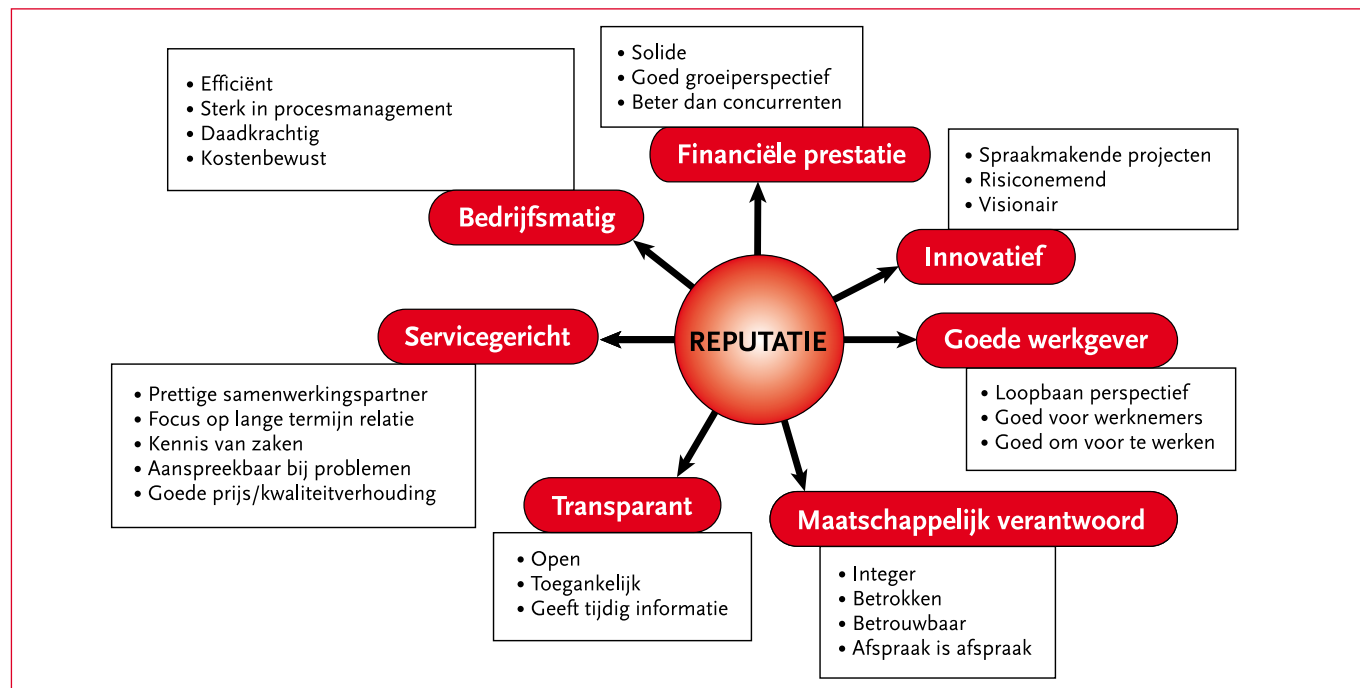 • Solide
• Goed groeiperspectief
• Beter dan concurrenten
Financiële prestatie
• Efficiënt
• Sterk in procesmanagement
• Daadkrachtig
• Kostenbewust
Bedrijfsmatig
• Spraakmakende projecten
• Risiconemend
• Visionair
Innovatief
Servicegericht
• Prettige samenwerkingspartner
• Focus op lange termijn relatie
• Kennis van zaken
• Aanspreekbaar bij problemen
• Goede prijs/kwaliteitverhouding
REPUTATIE
Goede werkgever
• Loopbaan perspectief
• Goed voor werknemers
• Goed om voor te werken
Transparant
• Open
• Toegankelijk
• Geeft tijdig informatie
Maatschappelijk verantwoord
• Integer
• Betrokken
• Betrouwbaar
• Afspraak is afspraak